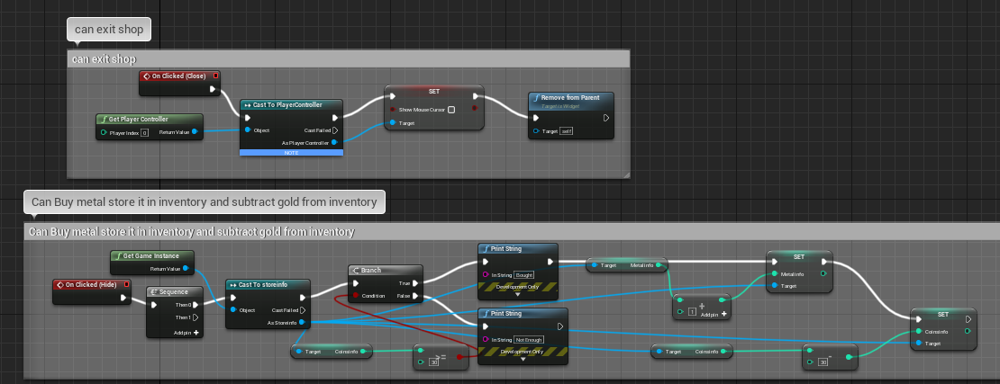 can exit shop
can exit shop
On Clicked (Close)
Get Player Controller
Player Index 0
Return Value
Cast To PlayerController
Object
Cast Failed
As Player Controller
NOTE
SET
Show Mouse Cursor
Target
Remove from Parent
Target is Widget
Target self
Can Buy metal store it in inventory and subtract gold from inventory
Can Buy metal store it in inventory and subtract gold from inventory
Get Game Instance
Return Value
On Clicked (Hide)
Sequence
Then 0
Then 1
Add pin +
Cast To storeinfo
Object
Cast Failed
As Storeinfo
Branch
True
Condition
False
Print String
In String Bought
Development Only
Print String
In String Not Enough
Development Only
Target Coinsinfo
>=
30
Target Metalinfo
+
1
Add pin +
SET
Metalinfo
Target
Target Coinsinfo
-
30
SET
Coinsinfo
Target